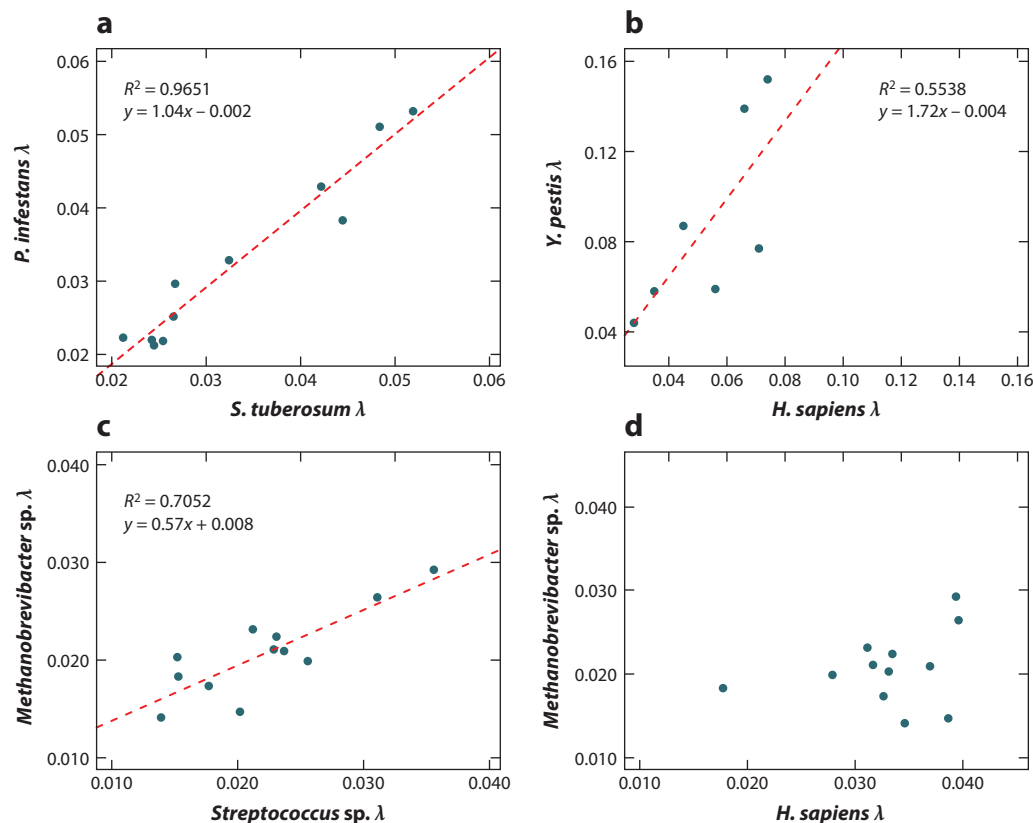 a
R² = 0.9651
y = 1.04x – 0.002
P. infestans λ
0.06
0.05
0.04
0.03
0.02
0.02 0.03 0.04 0.05 0.06
S. tuberosum λ
b
R² = 0.5538
y = 1.72x – 0.004
Y. pestis λ
0.16
0.12
0.08
0.04
0.04 0.06 0.08 0.10 0.12 0.14 0.16
H. sapiens λ
c
R² = 0.7052
y = 0.57x + 0.008
Methanobrevibacter sp. λ
0.040
0.030
0.020
0.010
0.010 0.020 0.030 0.040
Streptococcus sp. λ
d
Methanobrevibacter sp. λ
0.040
0.030
0.020
0.010
0.010 0.020 0.030 0.040
H. sapiens λ